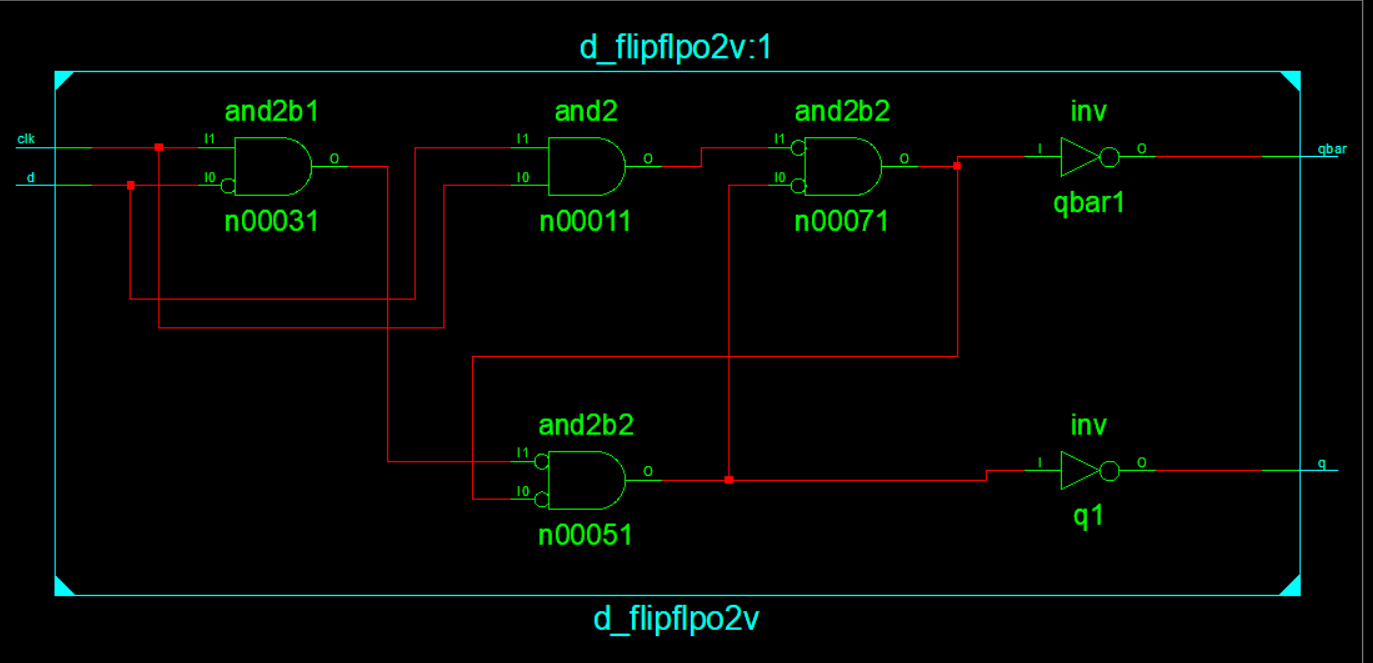 d_flipflpo2v:1
and2b1 and2 and2b2 inv
clk I1 O I1 O I1 O I O qbar
d I0 I0 I0
n00031 n00011 n00071 qbar1
and2b2 inv
I1 O I O q
I0
n00051 q1
d_flipflpo2v